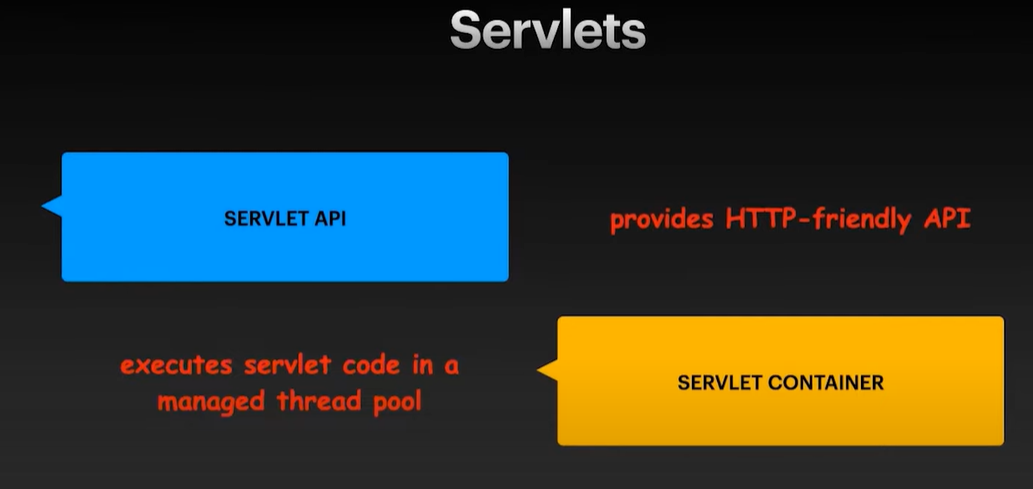 Servlets
SERVLET API
provides HTTP-friendly API
executes servlet code in a
managed thread pool
SERVLET CONTAINER